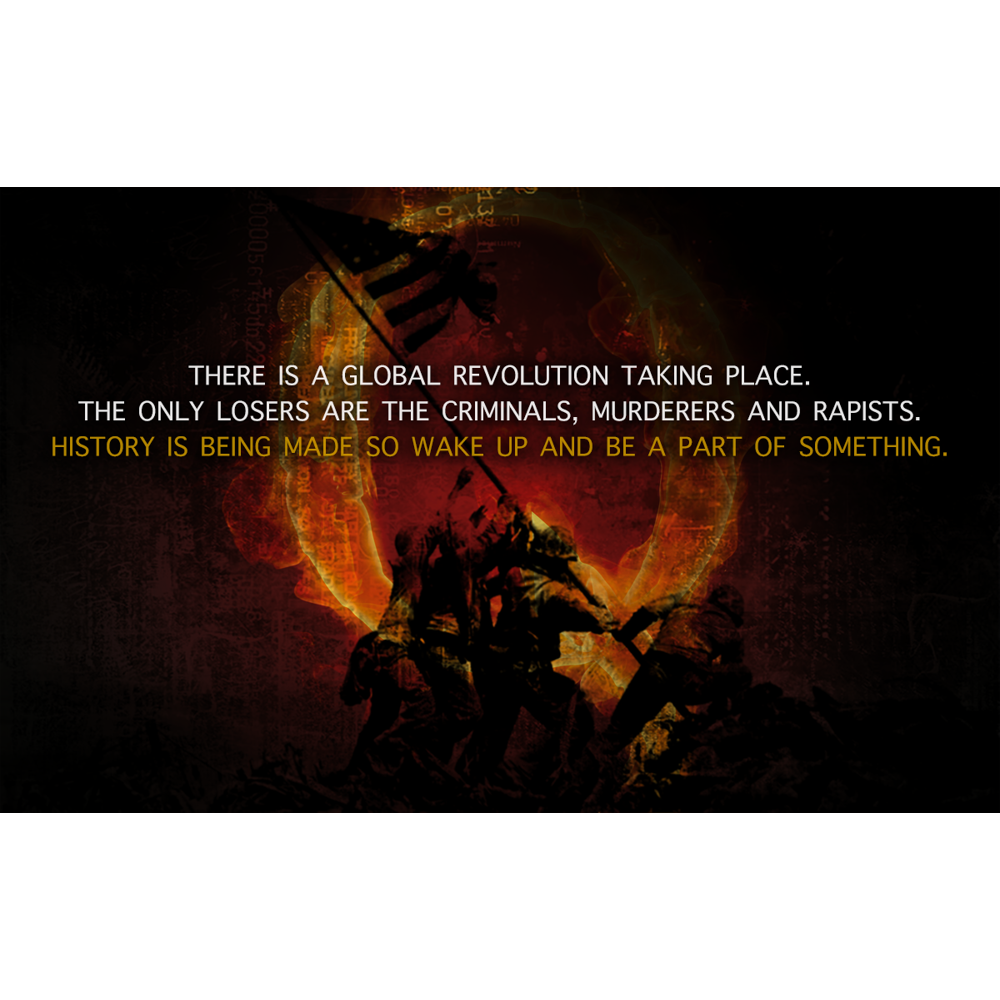 THERE IS A GLOBAL REVOLUTION TAKING PLACE.
THE ONLY LOSERS ARE THE CRIMINALS, MURDERERS AND RAPISTS.
HISTORY IS BEING MADE SO WAKE UP AND BE A PART OF SOMETHING.